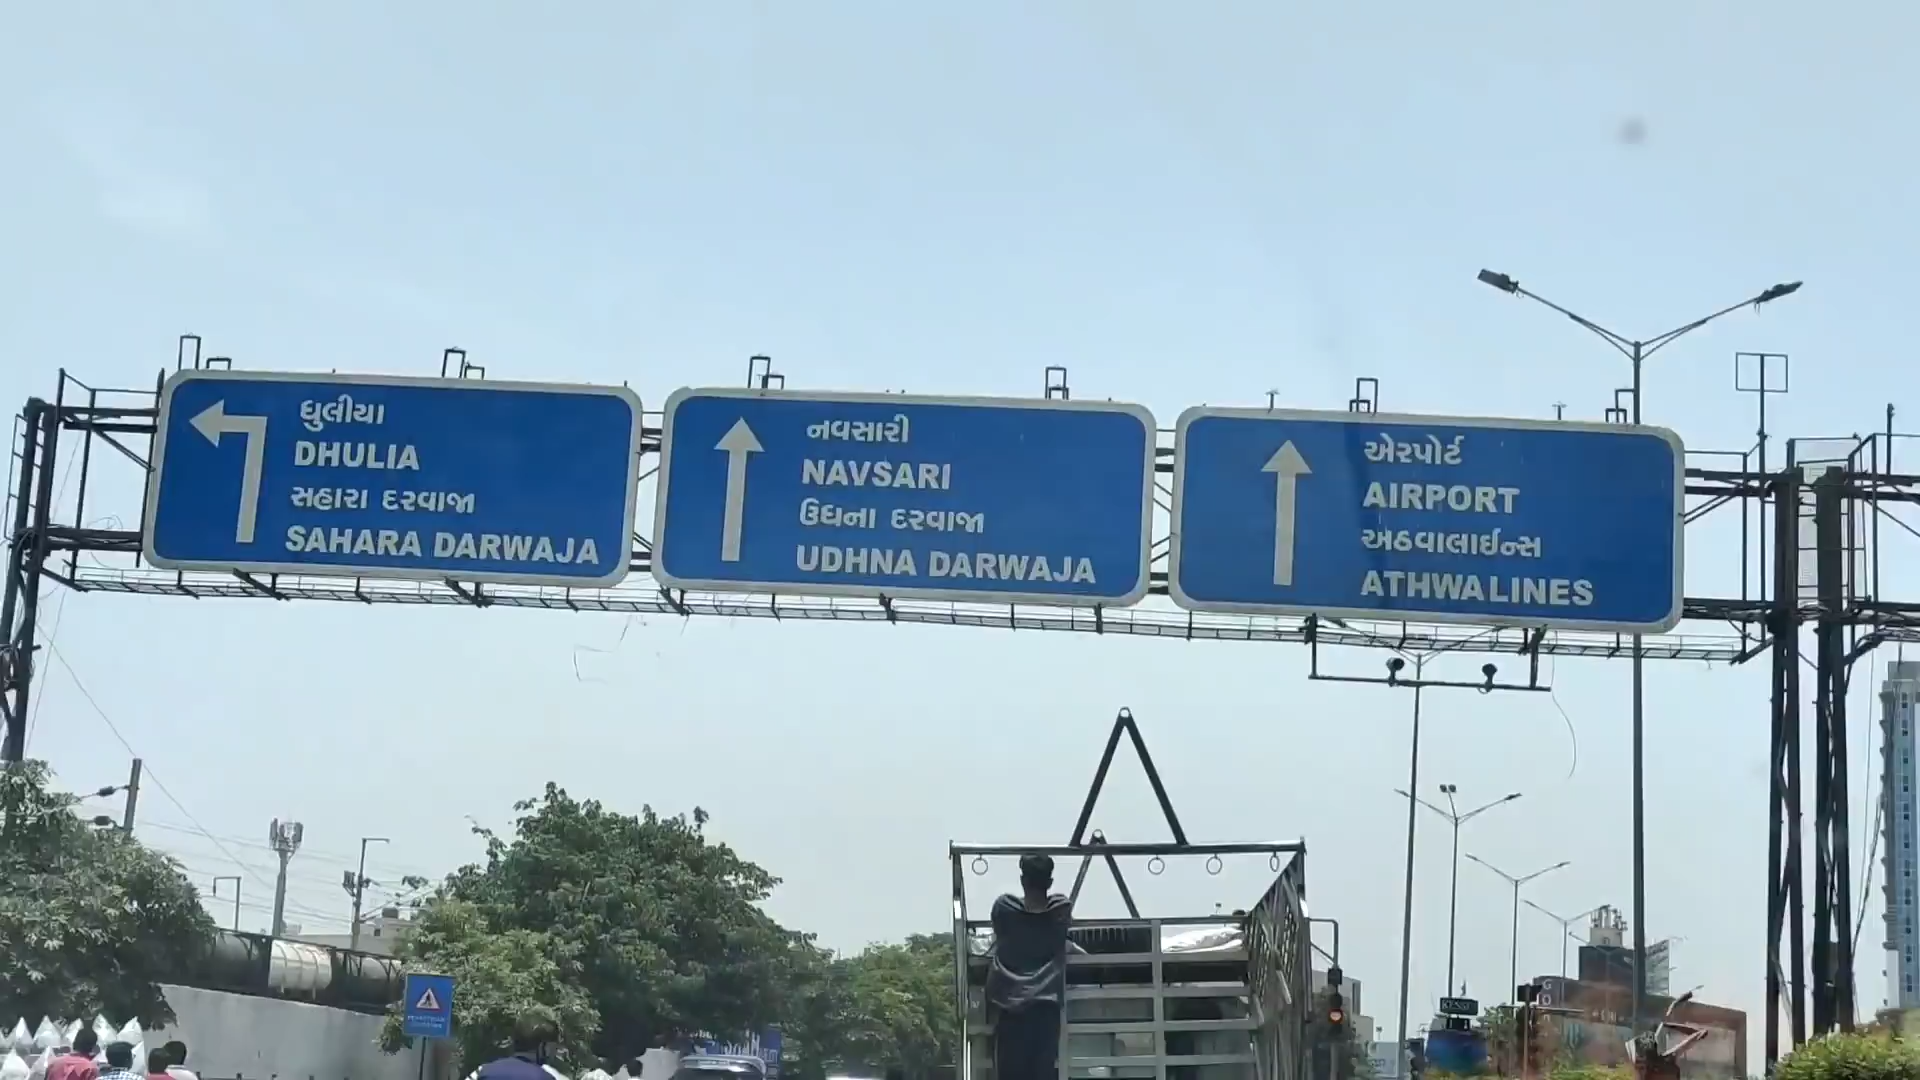 ધુલીયા
DHULIA
સહારા દરવાજા
SAHARA DARWAJA
નવસારી
NAVSARI
ઉધના દરવાજા
UDHNA DARWAJA
એરપોર્ટ
AIRPORT
અઠવાલાઈન્સ
ATHWALINES